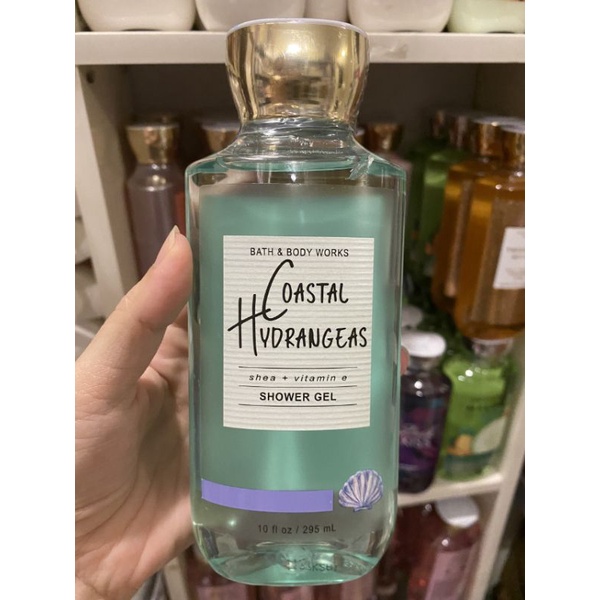 BATH & BODY WORKS
COASTAL
HYDRANGEAS
shea + vitamin e
SHOWER GEL
10 fl oz / 295 mL